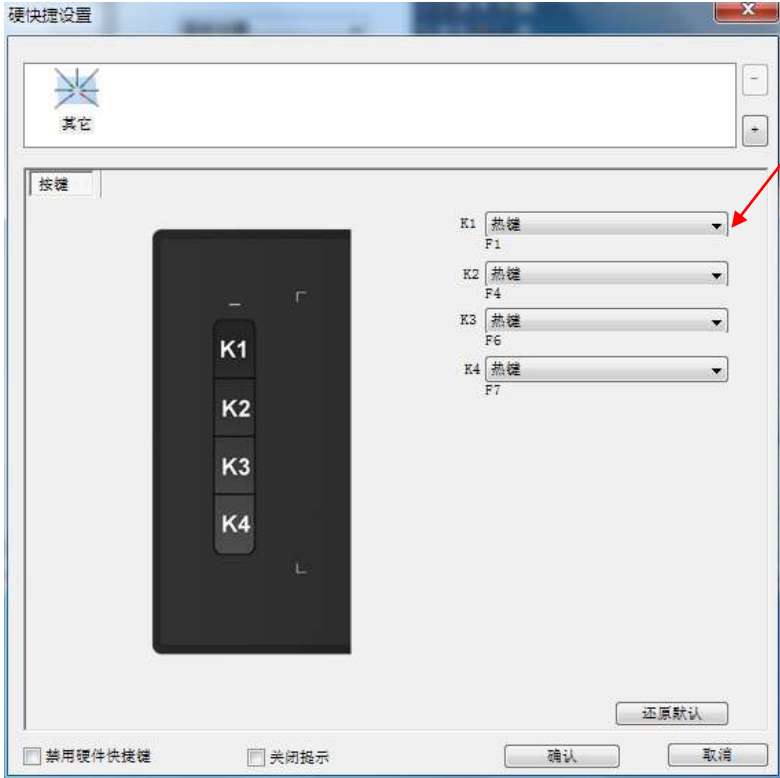 硬快捷设置
其它
-
+
按键
K1 热键
F1
K2 热键
F4
K3 热键
F6
K4 热键
F7
K1
K2
K3
K4
还原默认
禁用硬件快捷键
关闭提示
确认
取消